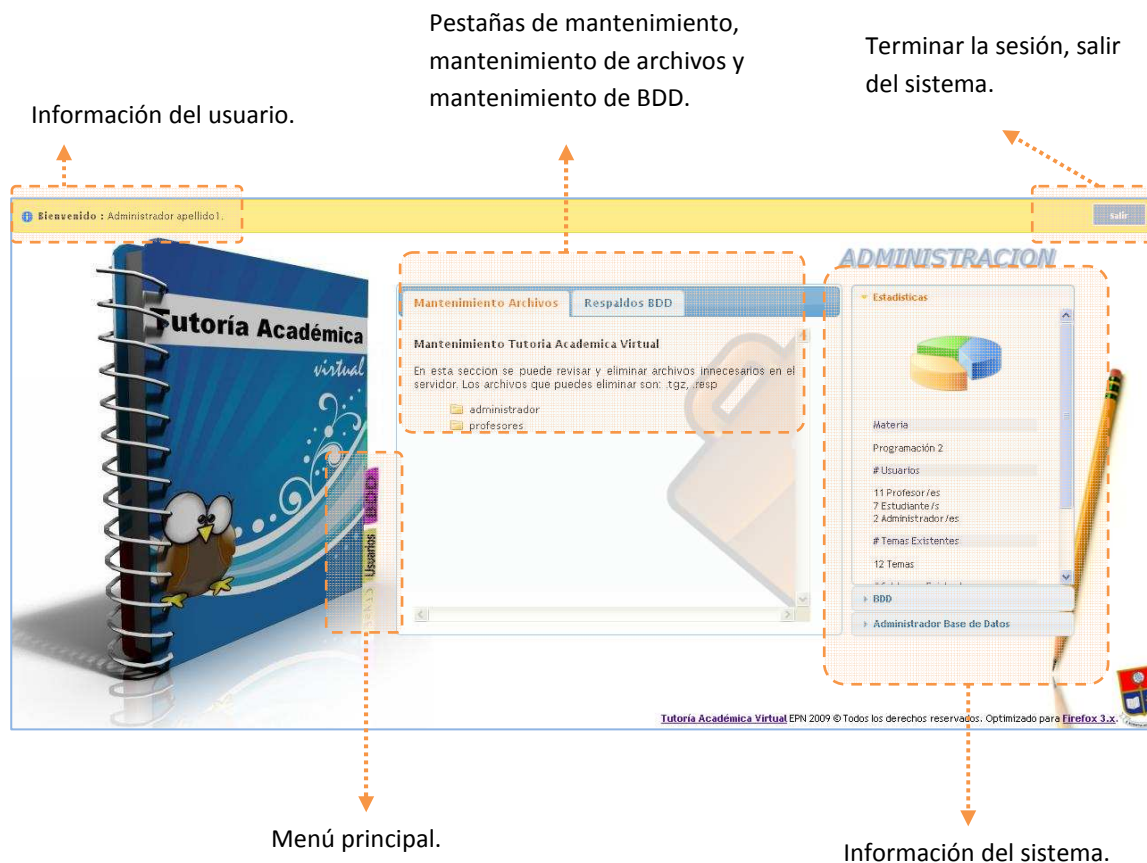 Pestañas de mantenimiento,
mantenimiento de archivos y
mantenimiento de BDD.
Terminar la sesión, salir
del sistema.
Información del usuario.
Bienvenido : Administrador apellido1.
Salir
ADMINISTRACION
Tutoría Académica
virtual
BDD
Usuarios
Mantenimiento Archivos
Respaldos BDD
Mantenimiento Tutoria Academica Virtual
En esta seccion se puede revisar y eliminar archivos innecesarios en el
servidor. Los archivos que puedes eliminar son: .tgz, .resp
administrador
profesores
Estadísticas
Materia
Programación 2
# Usuarios
11 Profesor/es
7 Estudiante/s
2 Administrador/es
# Temas Existentes
12 Temas
BDD
Administrador Base de Datos
Tutoría Académica Virtual EPN 2009 © Todos los derechos reservados. Optimizado para Firefox 3.x.
Menú principal.
Información del sistema.